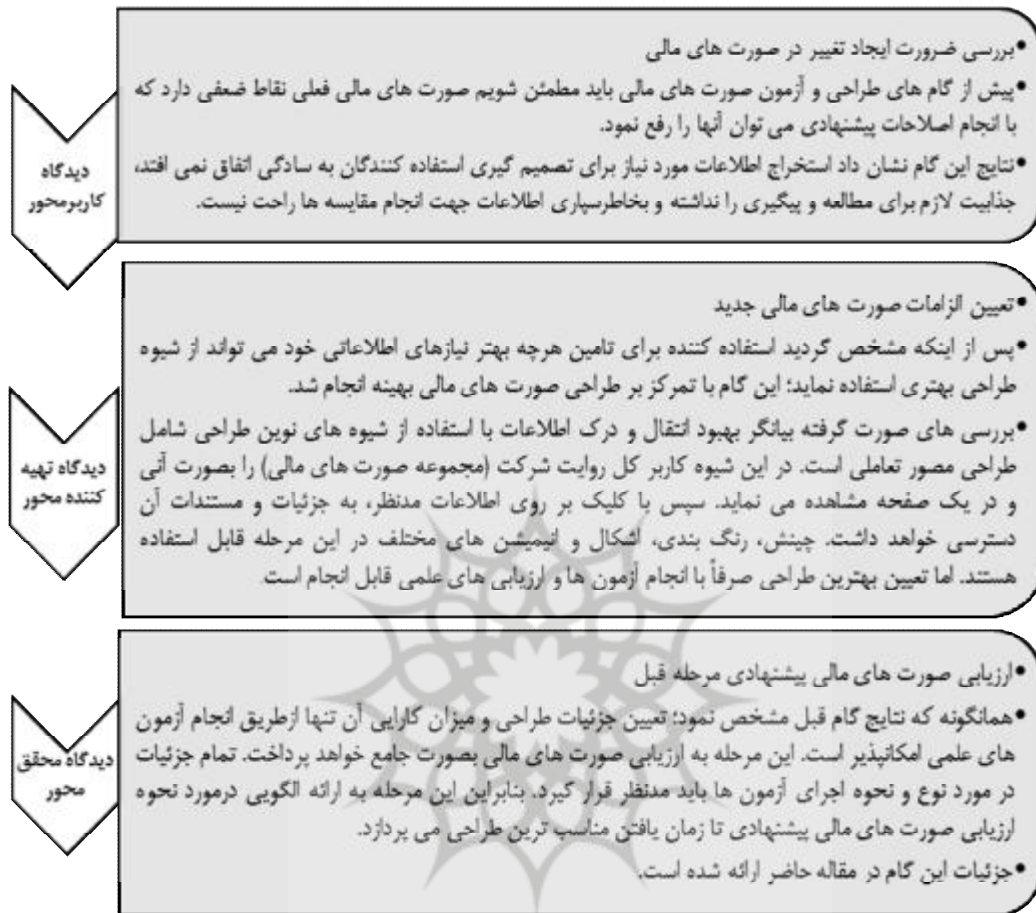 •بررسی ضرورت ایجاد تغییر در صورت های مالی
•پیش از گام های طراحی و آزمون صورت های مالی باید مطمئن شویم صورت های مالی فعلی نقاط ضعفی دارد که
با انجام اصلاحات پیشنهادی می توان آنها را رفع نمود.
•نتایج این گام نشان داد استخراج اطلاعات مورد نیاز برای تصمیم گیری استفاده کنندگان به سادگی اتفاق نمی افتد،
جذابیت لازم برای مطالعه و پیگیری را نداشته و بخاطرسپاری اطلاعات جهت انجام مقایسه ها راحت نیست.
دیدگاه
کاربرمحور
•تعیین الزامات صورت های مالی جدید
•پس از اینکه مشخص گردید استفاده کننده برای تامین هرچه بهتر نیازهای اطلاعاتی خود می تواند از شیوه
طراحی بهتری استفاده نماید؛ این گام با تمرکز بر طراحی صورت های مالی بهینه انجام شد.
•بررسی های صورت گرفته بیانگر بهبود انتقال و درک اطلاعات با استفاده از شیوه های نوین طراحی شامل
طراحی مصور تعاملی است. در این شیوه کاربر کل روایت شرکت (مجموعه صورت های مالی) را بصورت آنی
و در یک صفحه مشاهده می نماید. سپس با کلیک بر روی اطلاعات مدنظر، به جزئیات و مستندات آن
دسترسی خواهد داشت. چینش، رنگ بندی، اشکال و انیمیشن های مختلف در این مرحله قابل استفاده
هستند. اما تعیین بهترین طراحی صرفاً با انجام آزمون ها و ارزیابی های علمی قابل انجام است
دیدگاه تهیه
کننده محور
•ارزیابی صورت های مالی پیشنهادی مرحله قبل
•همانگونه که نتایج گام قبل مشخص نمود؛ تعیین جزئیات طراحی و میزان کارایی آن تنها ازطریق انجام آزمون
های علمی امکانپذیر است. این مرحله به ارزیابی صورت های مالی بصورت جامع خواهد پرداخت. تمام جزئیات
در مورد نوع و نحوه اجرای آزمون ها باید مدنظر قرار گیرد. بنابراین این مرحله به ارائه الگویی درمورد نحوه
ارزیابی صورت های مالی پیشنهادی تا زمان یافتن مناسب ترین طراحی می پردازد.
•جزئیات این گام در مقاله حاضر ارائه شده است.
دیدگاه محقق
محور